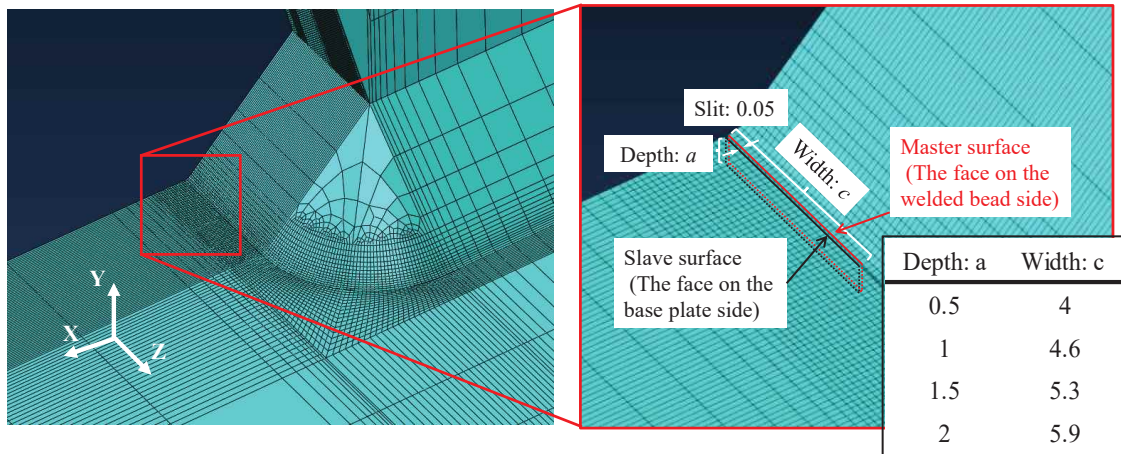 Slit: 0.05
Depth: a
Width: c
Master surface
(The face on the
welded bead side)
Slave surface
(The face on the
base plate side)
Y
X
Z
Depth: a Width: c
0.5 4
1 4.6
1.5 5.3
2 5.9